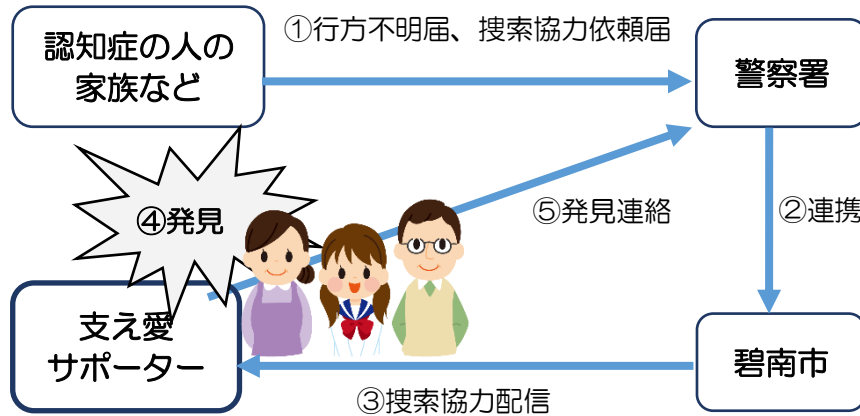 ①行方不明届、捜索協力依頼届
認知症の人の
家族など
警察署
④発見
⑤発見連絡
②連携
支え愛
サポーター
碧南市
③捜索協力配信